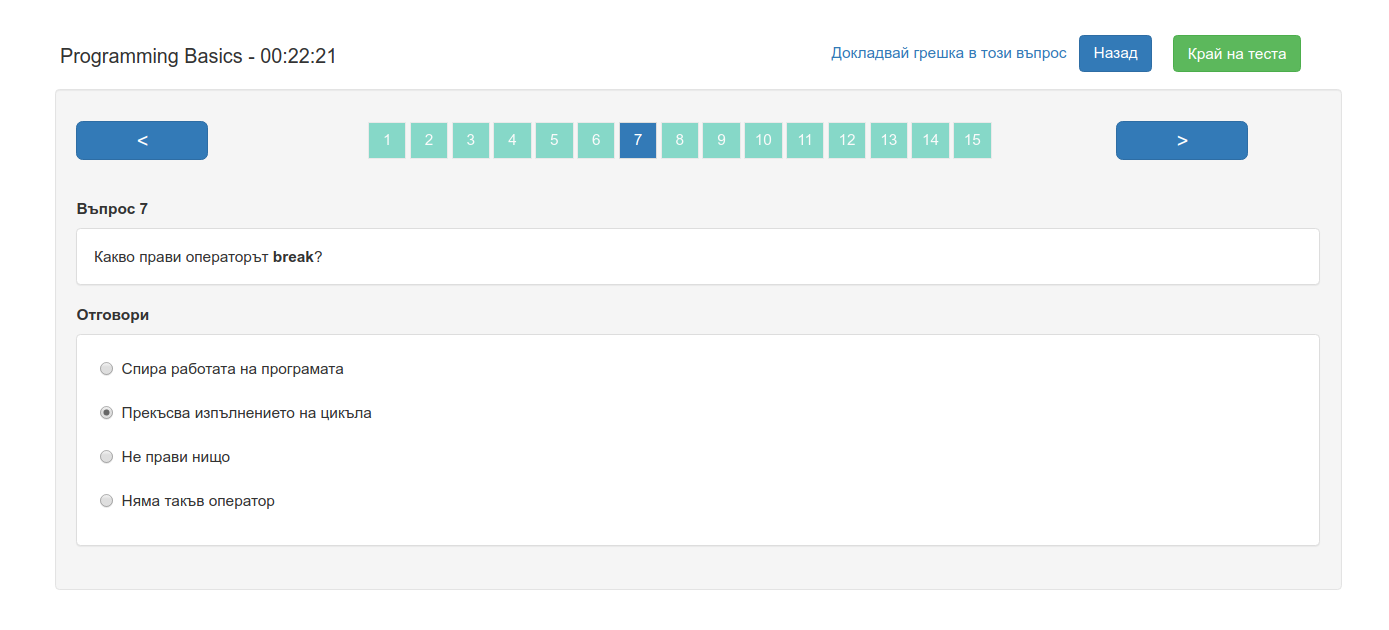 Programming Basics - 00:22:21
Докладвай грешка в този въпрос
Назад
Край на теста
< 1 2 3 4 5 6 7 8 9 10 11 12 13 14 15 >
Въпрос 7
Какво прави операторът break?
Отговори
Спира работата на програмата
Прекъсва изпълнението на цикъла
Не прави нищо
Няма такъв оператор